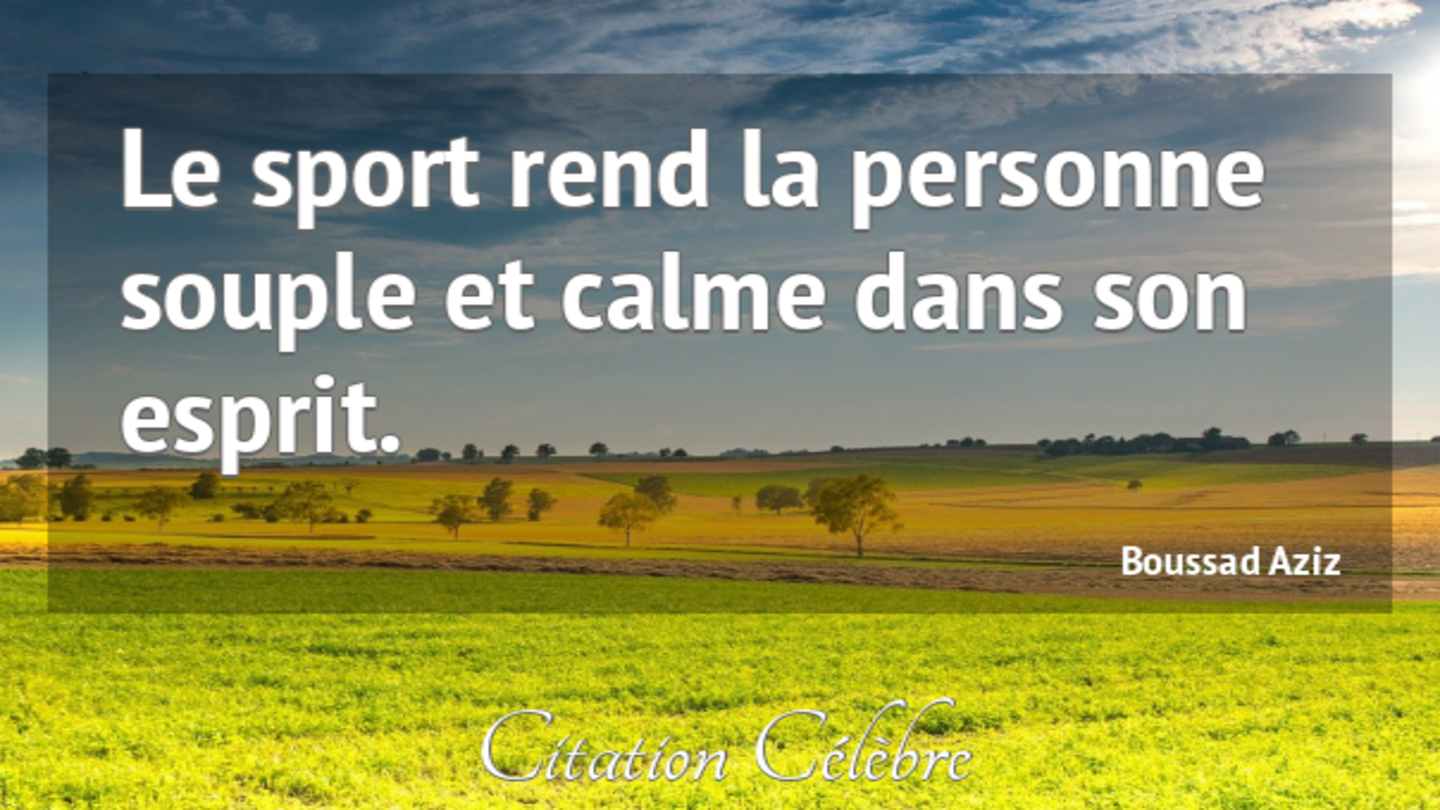 Le sport rend la personne
souple et calme dans son
esprit.
Boussad Aziz
Citation Célèbre